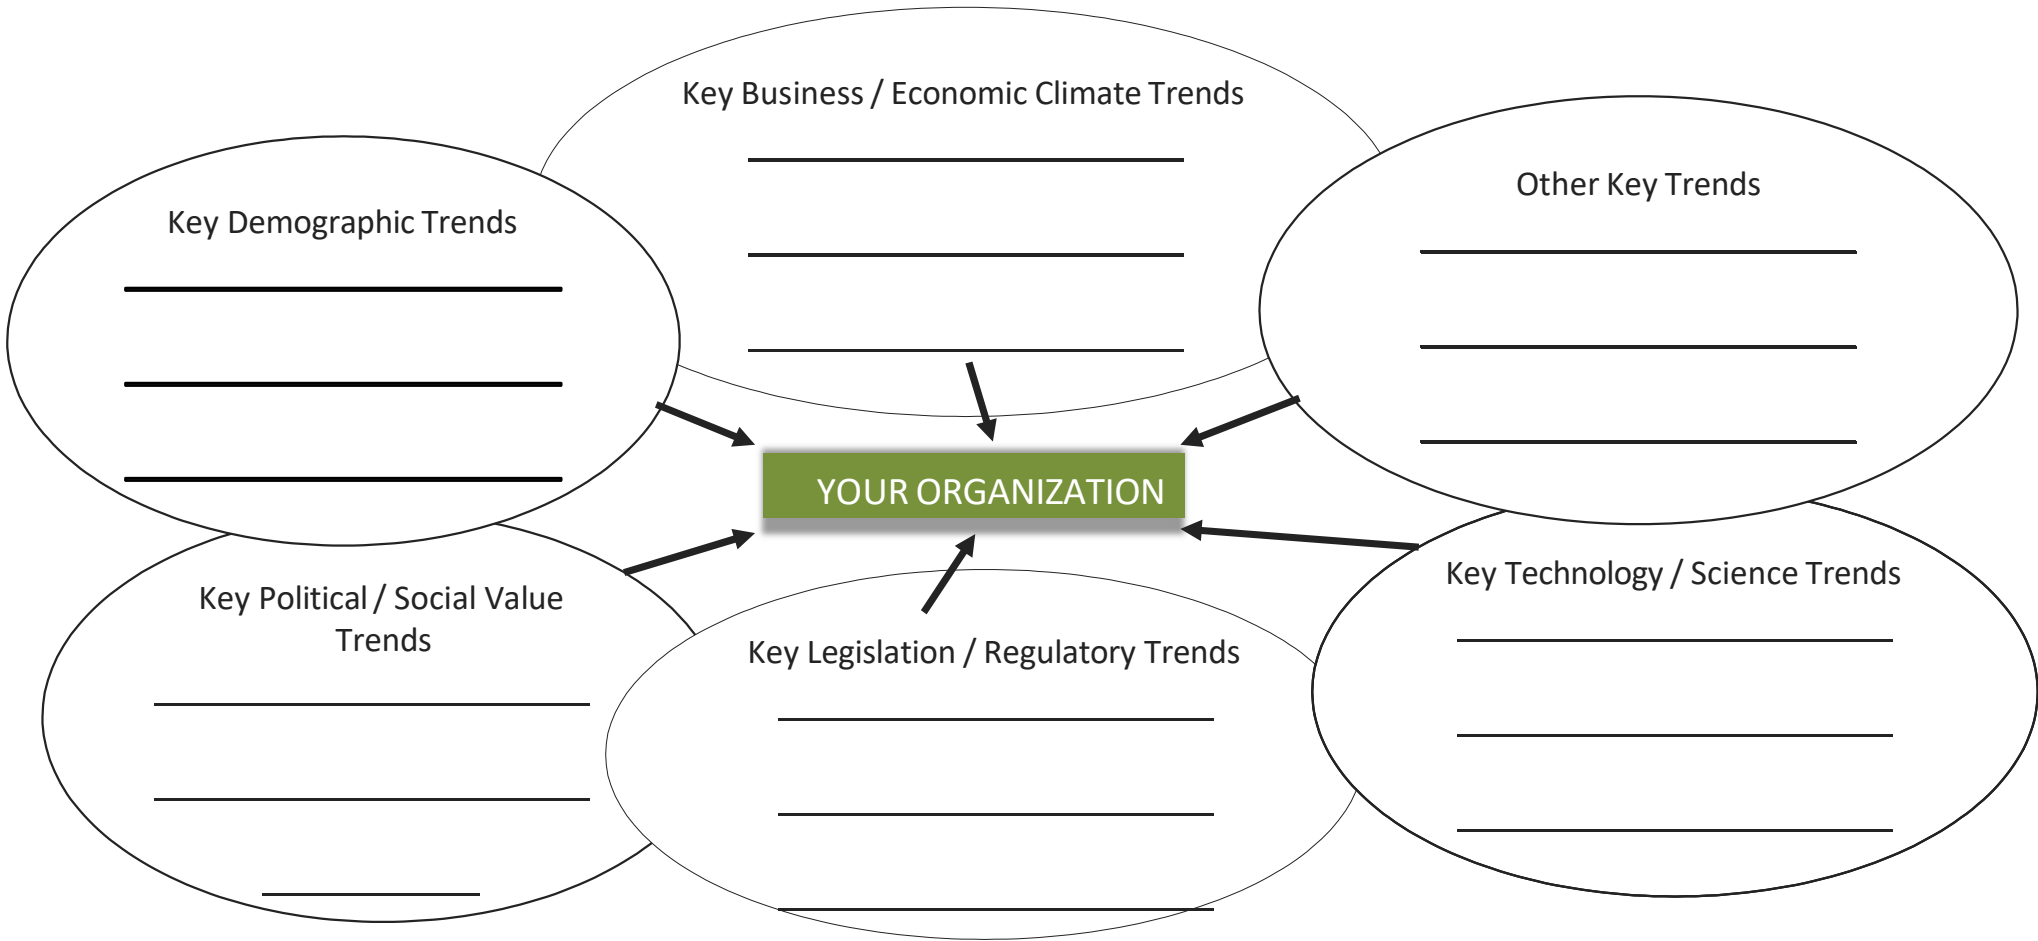 Key Business / Economic Climate Trends
Other Key Trends
Key Demographic Trends
YOUR ORGANIZATION
Key Technology / Science Trends
Key Political / Social Value
Trends
Key Legislation / Regulatory Trends